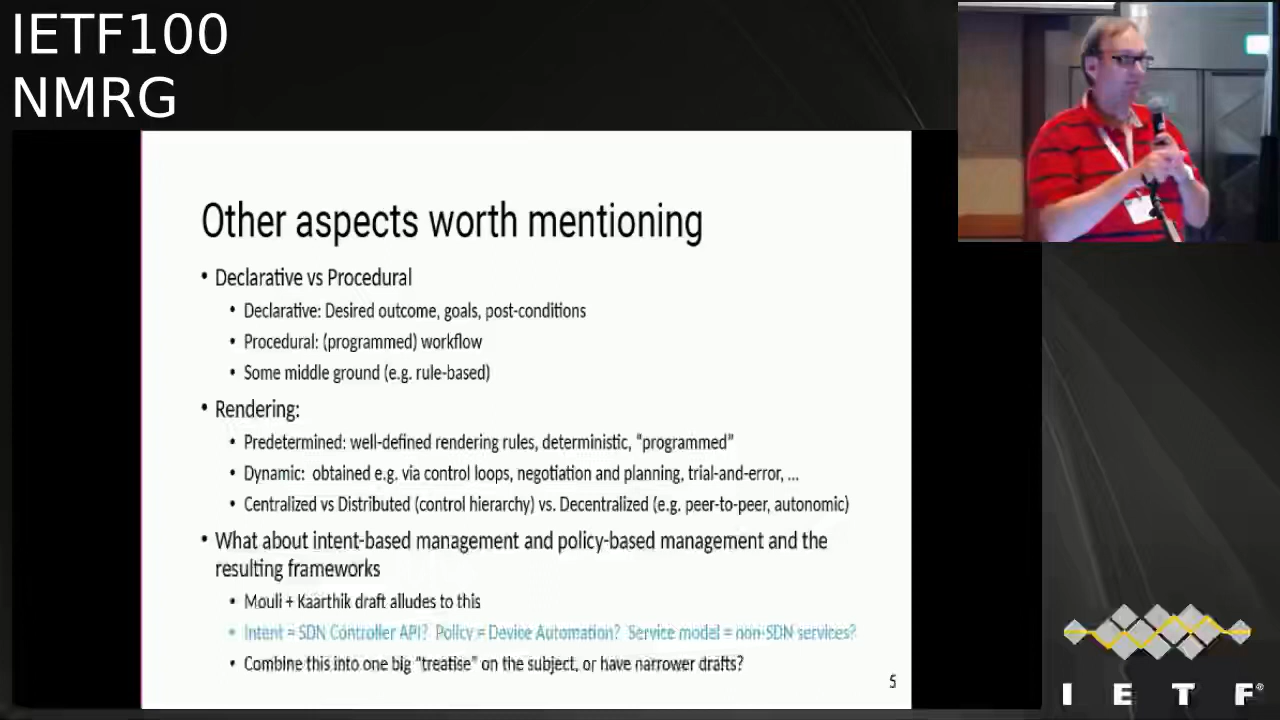 IETF100
NMRG
Other aspects worth mentioning
• Declarative vs Procedural
• Declarative: Desired outcome, goals, post-conditions
• Procedural: (programmed) workflow
• Some middle ground (e.g. rule-based)
• Rendering:
• Predetermined: well-defined rendering rules, deterministic, “programmed”
• Dynamic:  obtained e.g. via control loops, negotiation and planning, trial-and-error, ...
• Centralized vs Distributed (control hierarchy) vs. Decentralized (e.g. peer-to-peer, autonomic)
• What about intent-based management and policy-based management and the
resulting frameworks
• Mouli + Kaarthik draft alludes to this
• Intent = SDN Controller API?  Policy = Device Automation?  Service model = non-SDN services?
• Combine this into one big “treatise” on the subject, or have narrower drafts?
5
I E T F®